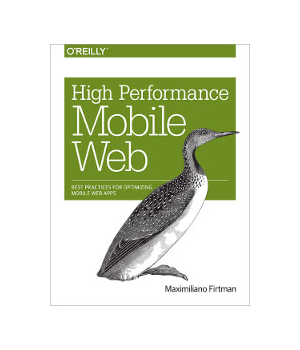 O'REILLY®
High Performance
Mobile
Web
BEST PRACTICES FOR OPTIMIZING
MOBILE WEB APPS
Maximiliano Firtman